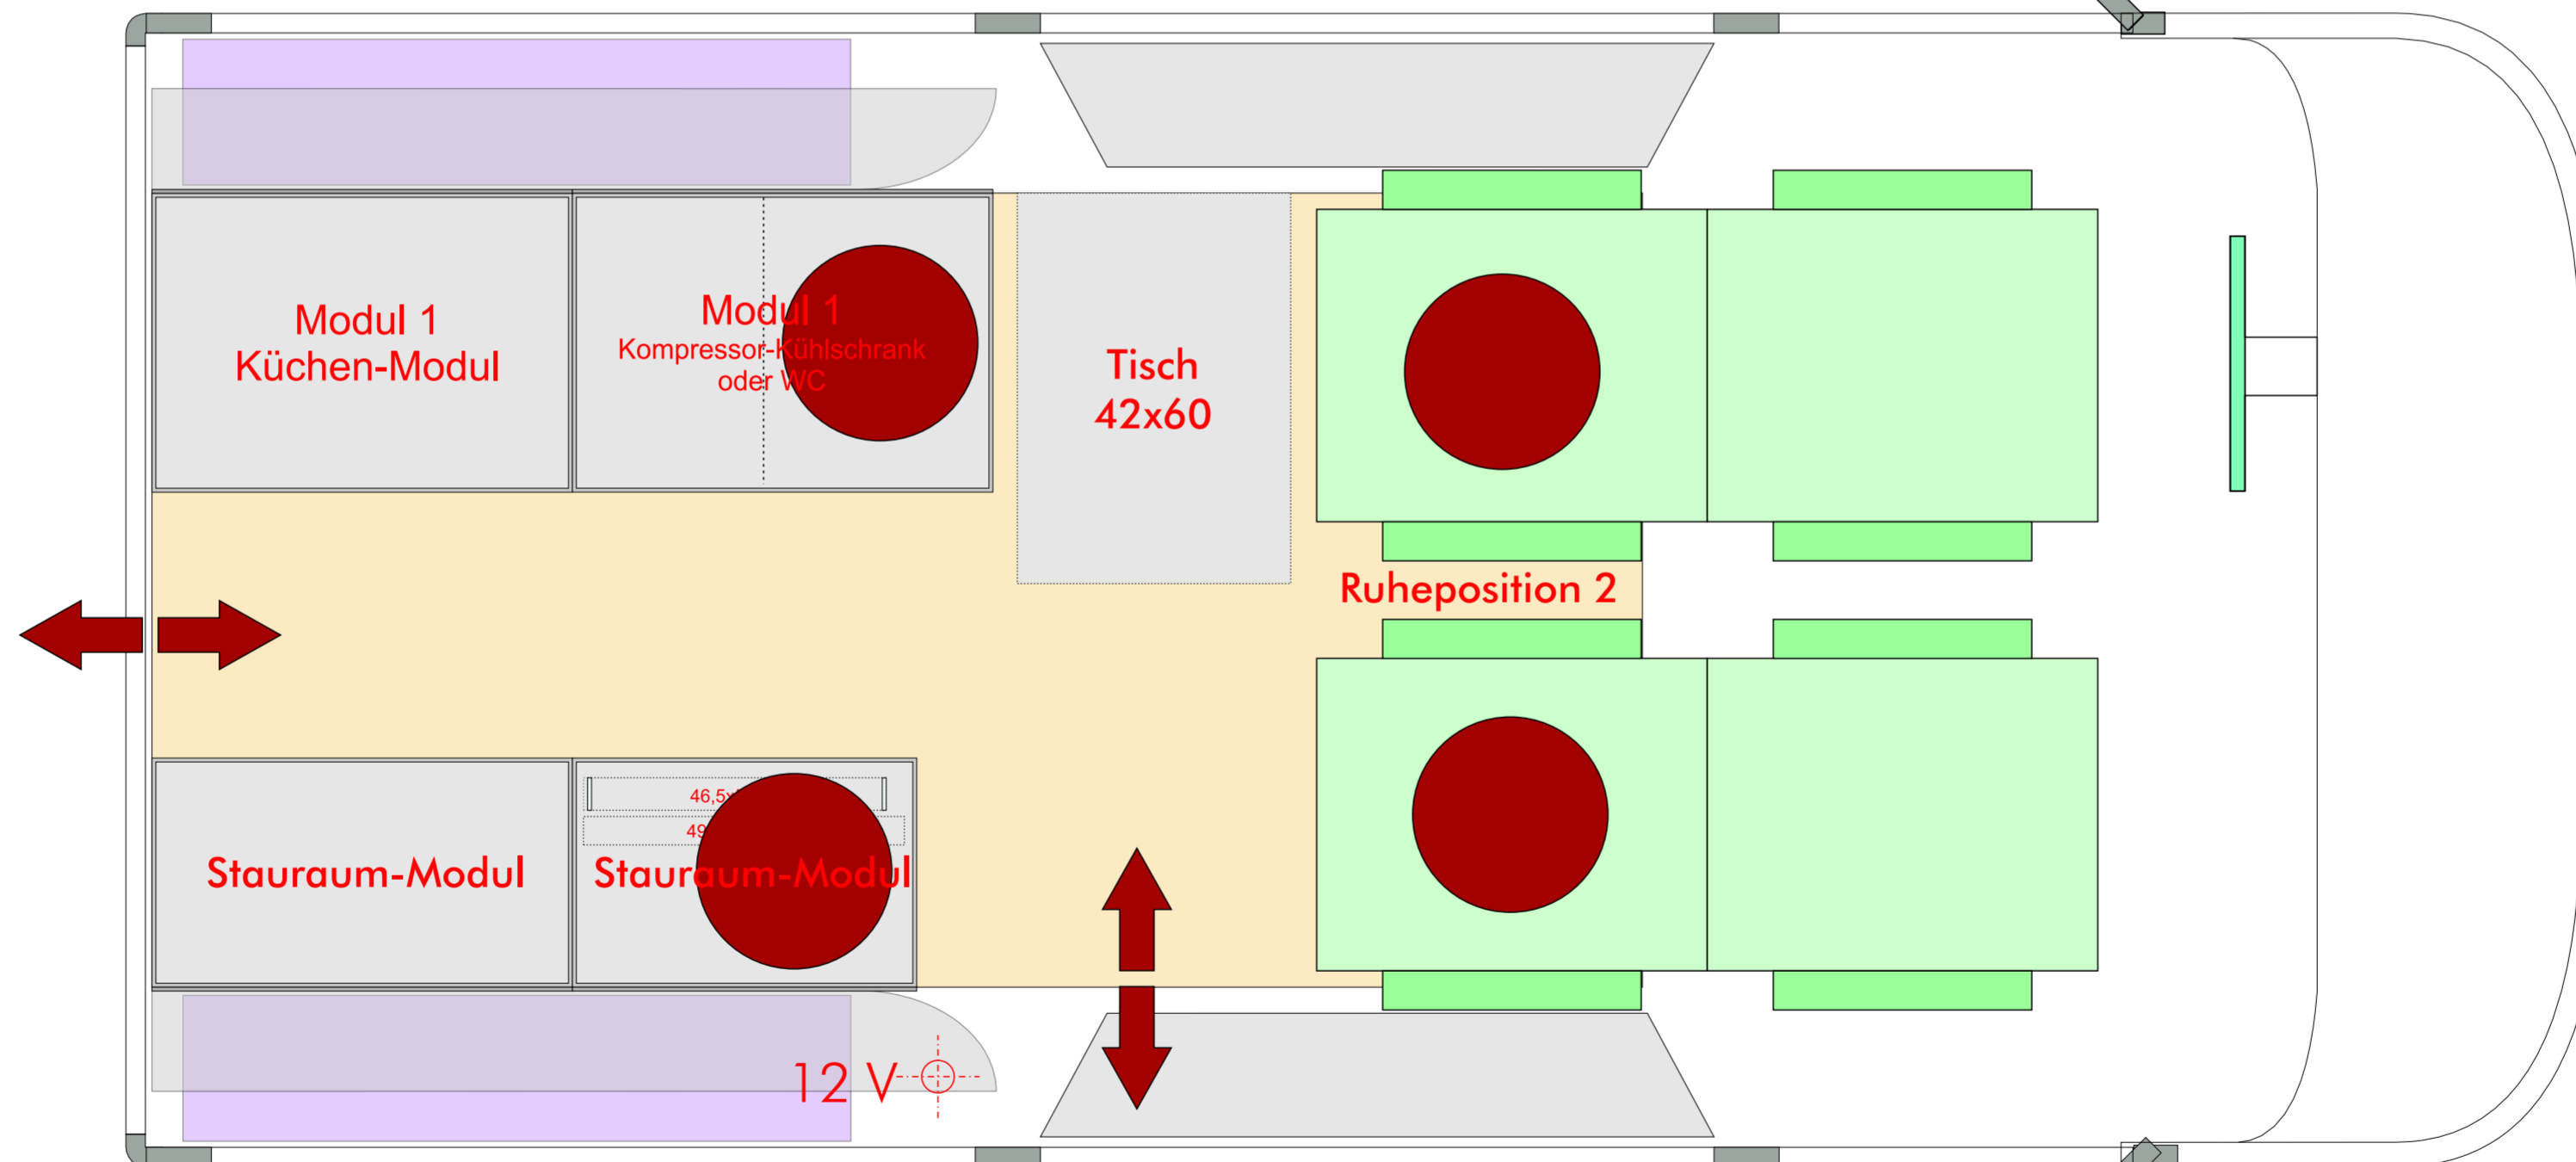 Modul 1
Küchen-Modul
Modul 1
Kompressor-Kühlschrank
oder WC
Tisch
42x60
Ruheposition 2
Stauraum-Modul
Stauraum-Modul
12 V